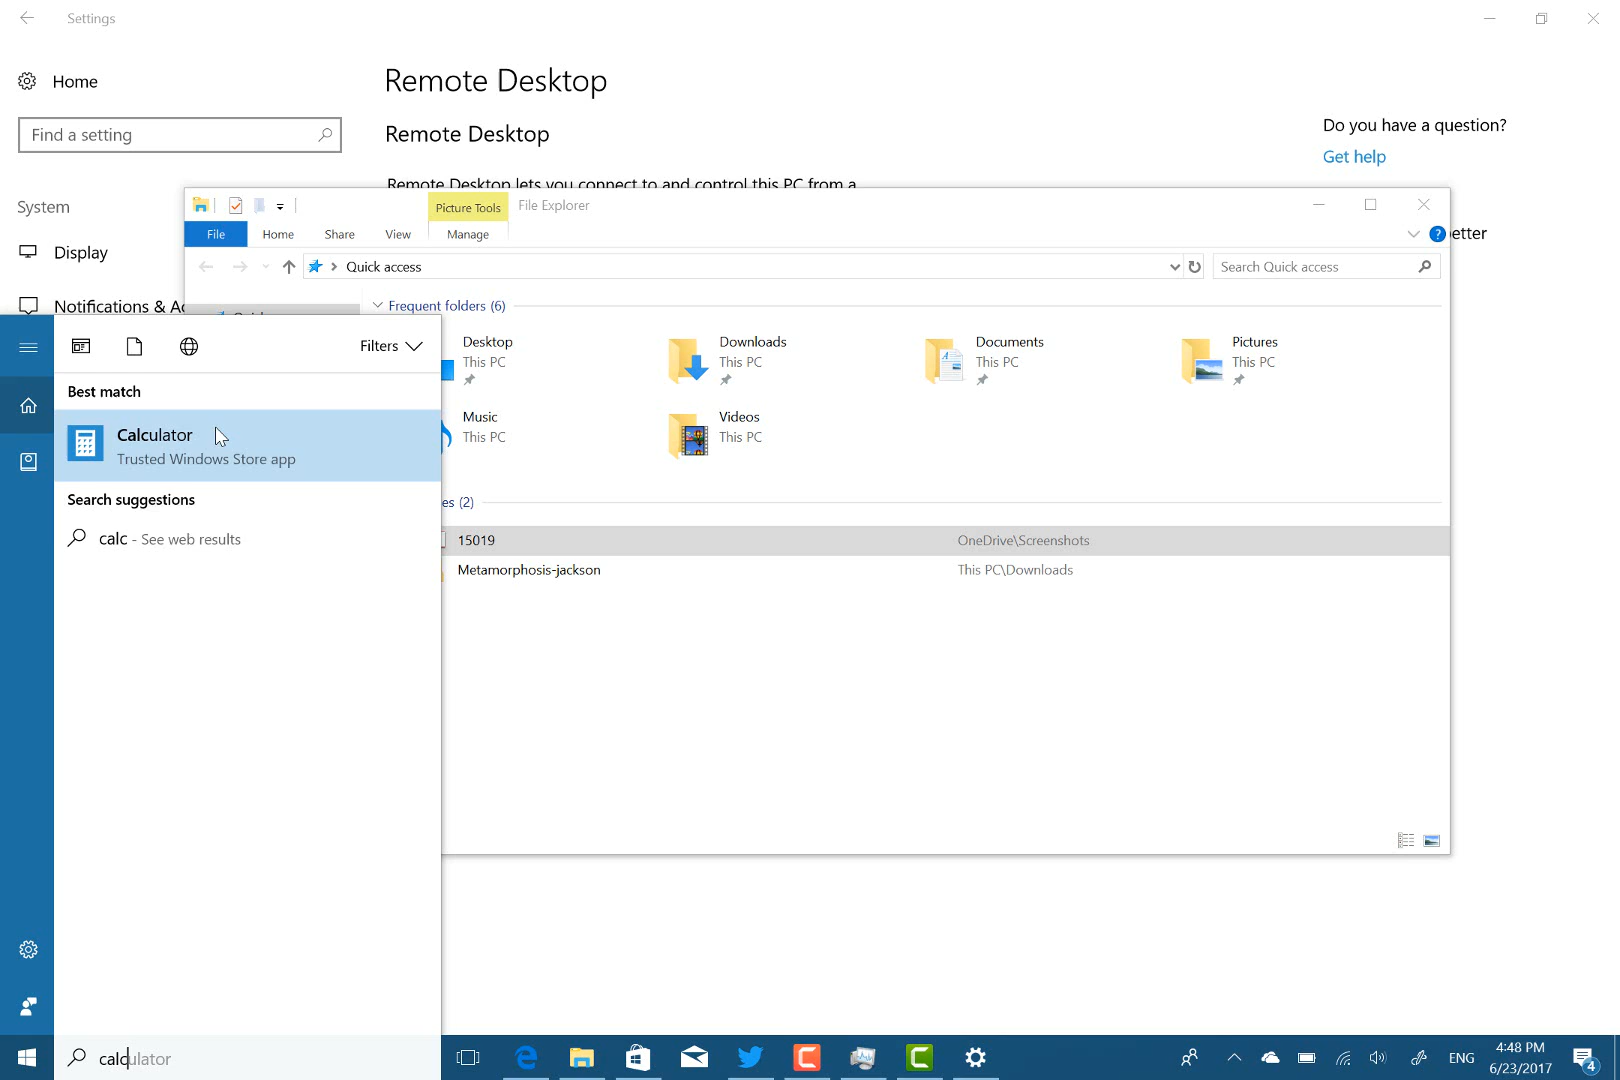 Settings
Home
Find a setting
System
Display
Notifications & Ac
Remote Desktop
Remote Desktop
Remote Desktop lets you connect to and control this PC from a
Do you have a question?
Get help
etter
Picture Tools
File Explorer
File
Home
Share
View
Manage
?
Quick access
Search Quick access
Frequent folders (6)
Desktop
This PC
Downloads
This PC
Documents
This PC
Pictures
This PC
Music
This PC
Videos
This PC
es (2)
15019
OneDrive\Screenshots
Metamorphosis-jackson
This PC\Downloads
Filters
Best match
Calculator
Trusted Windows Store app
Search suggestions
calc - See web results
calculator
ENG
4:48 PM
6/23/2017
4